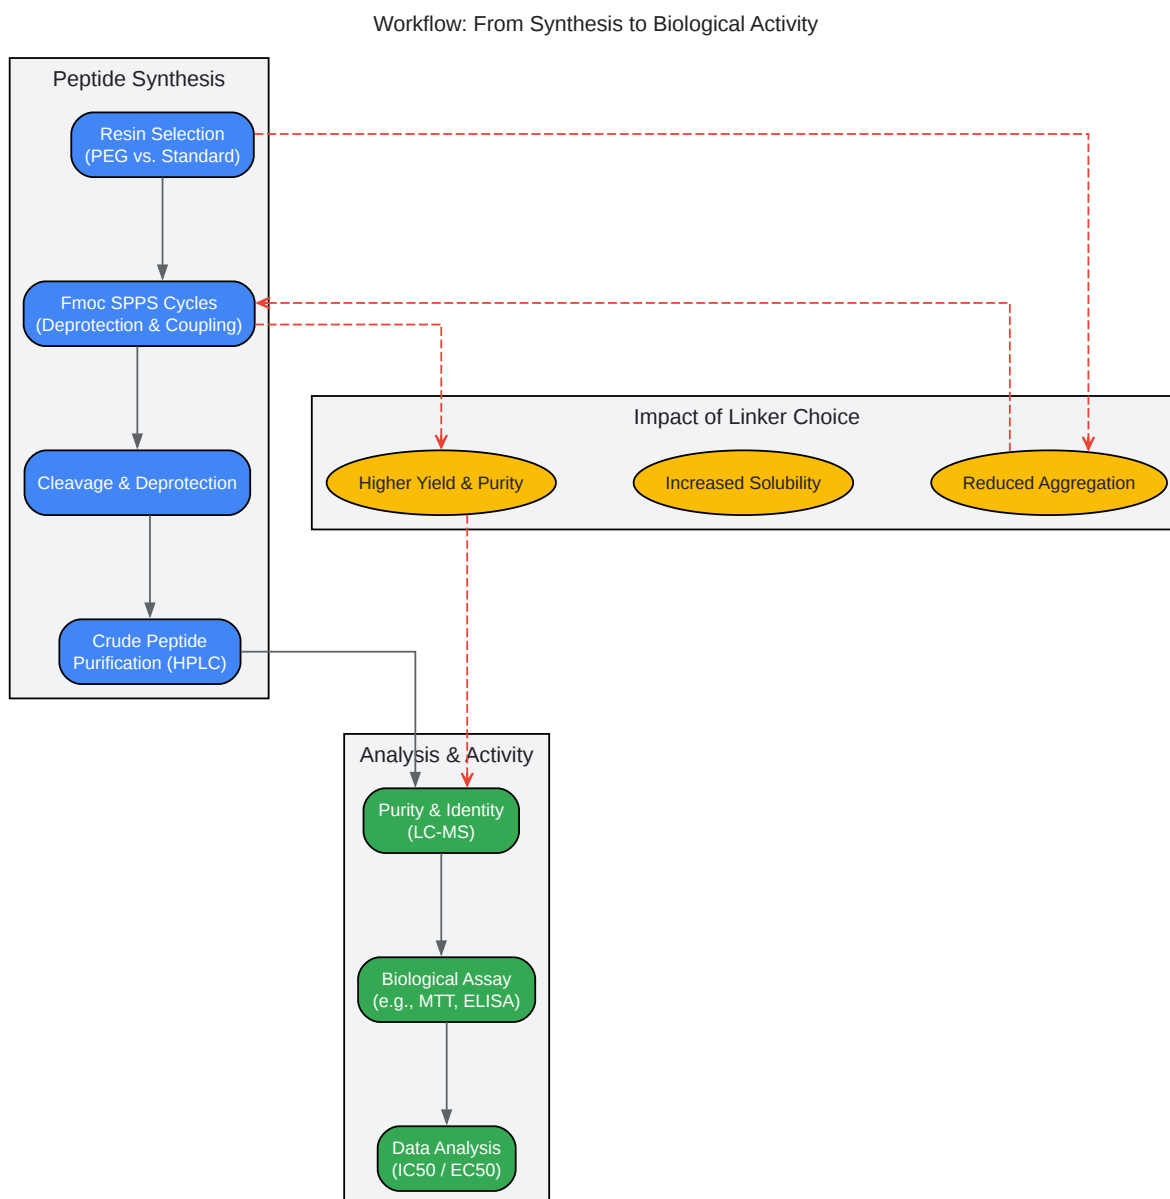 Workflow: From Synthesis to Biological Activity
Peptide Synthesis
Resin Selection
(PEG vs. Standard)
Fmoc SPPS Cycles
(Deprotection & Coupling)
Cleavage & Deprotection
Crude Peptide
Purification (HPLC)
Impact of Linker Choice
Higher Yield & Purity
Increased Solubility
Reduced Aggregation
Analysis & Activity
Purity & Identity
(LC-MS)
Biological Assay
(e.g., MTT, ELISA)
Data Analysis
(IC50 / EC50)